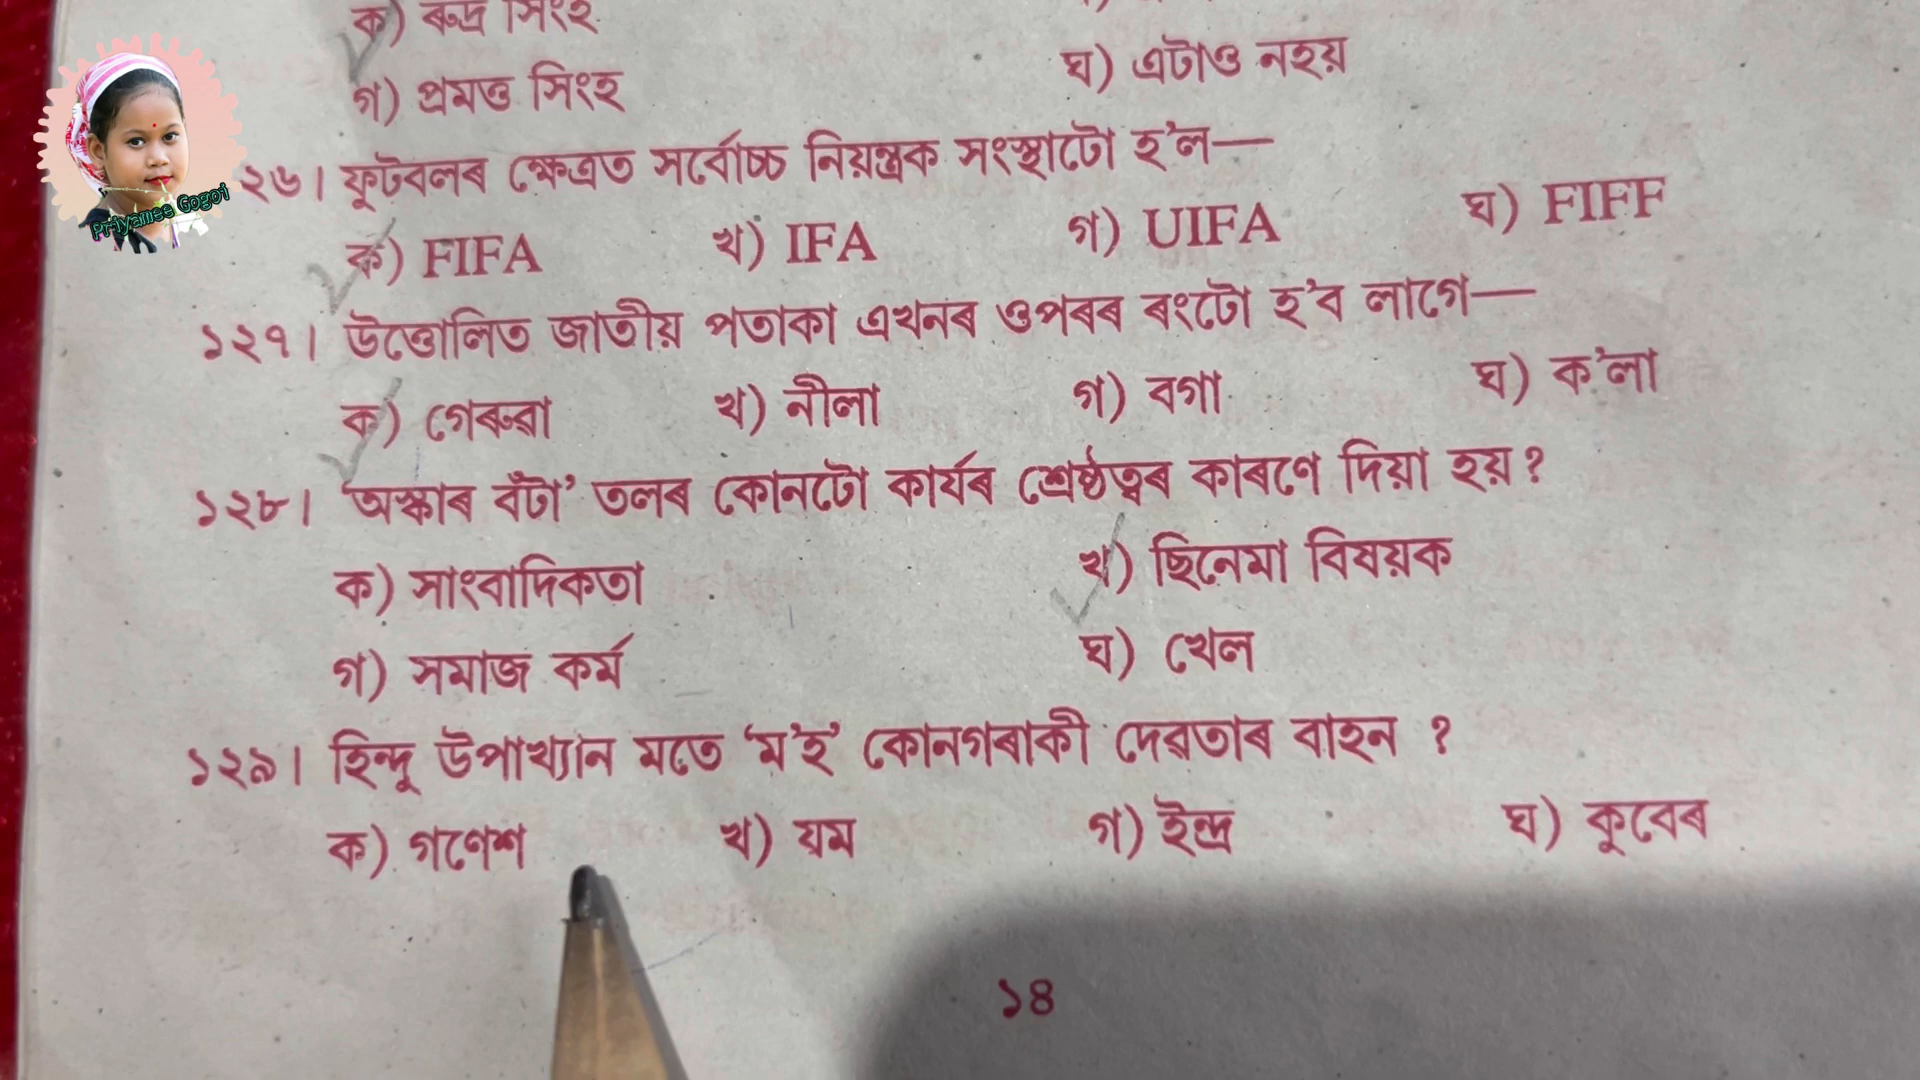 ক) ৰুদ্ৰ সিংহ
গ) প্ৰমত্ত সিংহ ঘ) এটাও নহয়
২৬। ফুটবলৰ ক্ষেত্ৰত সৰ্বোচ্চ নিয়ন্ত্ৰক সংস্থাটো হ'ল—
ক) FIFA খ) IFA গ) UIFA ঘ) FIFF
১২৭। উত্তোলিত জাতীয় পতাকা এখনৰ ওপৰৰ ৰংটো হ'ব লাগে—
ক) গেৰুৱা খ) নীলা গ) বগা ঘ) ক'লা
১২৮। 'অস্কাৰ বঁটা' তলৰ কোনটো কাৰ্যৰ শ্ৰেষ্ঠত্বৰ কাৰণে দিয়া হয়?
ক) সাংবাদিকতা খ) ছিনেমা বিষয়ক
গ) সমাজ কৰ্ম ঘ) খেল
১২৯। হিন্দু উপাখ্যান মতে 'ম'হ' কোনগৰাকী দেৱতাৰ বাহন ?
ক) গণেশ খ) যম গ) ইন্দ্ৰ ঘ) কুবেৰ
১৪
Priyamee Gogoi